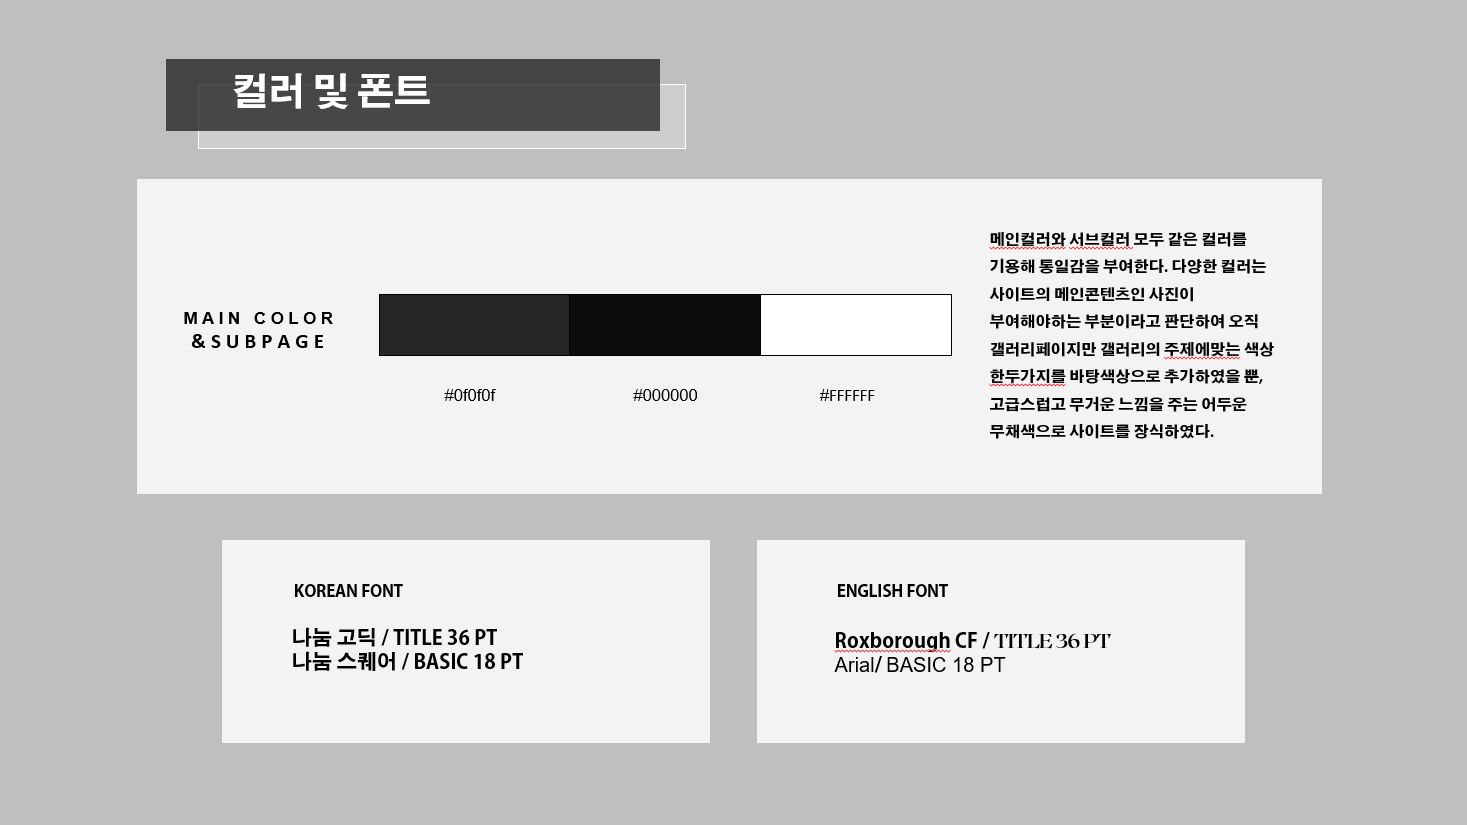 컬러 및 폰트
MAIN COLOR
&SUBPAGE
#0f0f0f
#000000
#FFFFFF
메인컬러와 서브컬러 모두 같은 컬러를
기용해 통일감을 부여한다. 다양한 컬러는
사이트의 메인콘텐츠인 사진이
부여해야하는 부분이라고 판단하여 오직
갤러리페이지만 갤러리의 주제에맞는 색상
한두가지를 바탕색상으로 추가하였을 뿐,
고급스럽고 무거운 느낌을 주는 어두운
무채색으로 사이트를 장식하였다.
KOREAN FONT
나눔 고딕 / TITLE 36 PT
나눔 스퀘어 / BASIC 18 PT
ENGLISH FONT
Roxborough CF / TITLE 36 PT
Arial/ BASIC 18 PT